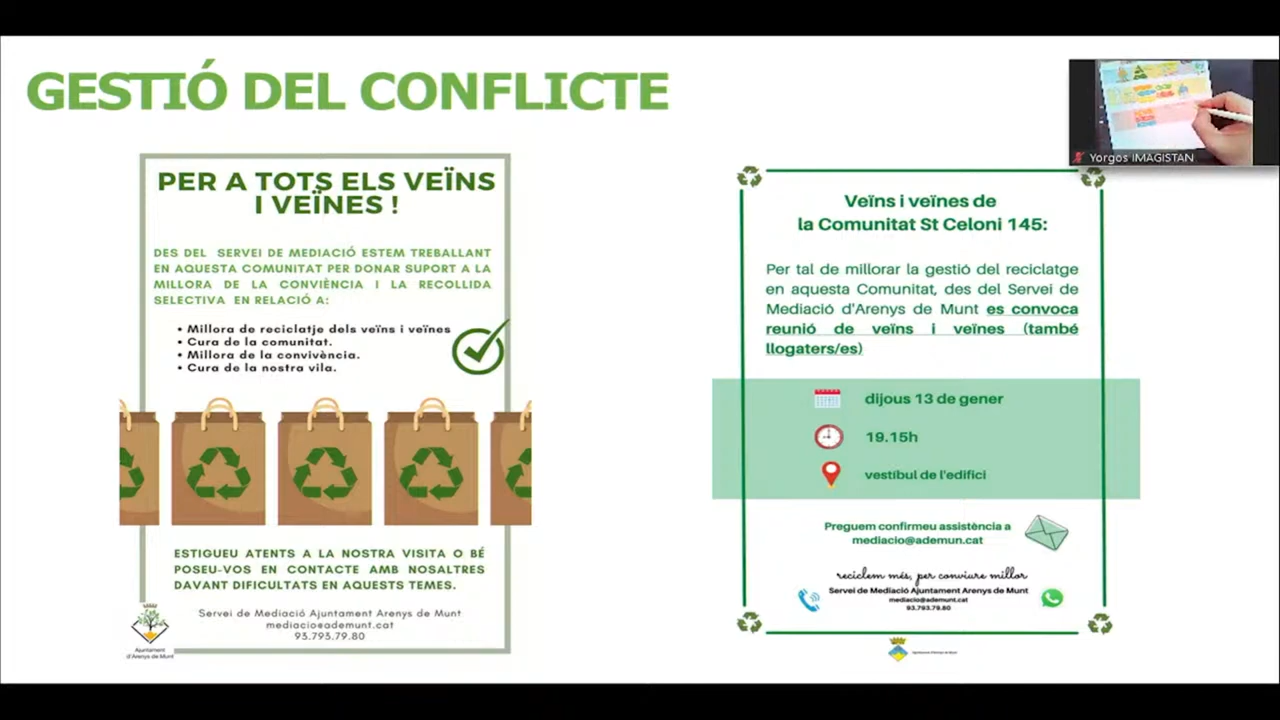 GESTIÓ DEL CONFLICTE
Yorgos IMAGISTAN
PER A TOTS ELS VEÏNS
I VEÏNES !
DES DEL SERVEI DE MEDIACIÓ ESTEM TREBALLANT
EN AQUESTA COMUNITAT PER DONAR SUPORT A LA
MILLORA DE LA CONVIÈNCIA I LA RECOLLIDA
SELECTIVA EN RELACIÓ A:
• Millora de reciclatje dels veïns i veïnes
• Cura de la comunitat.
• Millora de la convivència.
• Cura de la nostra vila.
ESTIGUEU ATENTS A LA NOSTRA VISITA O BÉ
POSEU-VOS EN CONTACTE AMB NOSALTRES
DAVANT DIFICULTATS EN AQUESTS TEMES.
Servei de Mediació Ajuntament Arenys de Munt
mediacio@ademunt.cat
93.793.79.80
Ajuntament
d'Arenys de Munt
Veïns i veïnes de
la Comunitat St Celoni 145:
Per tal de millorar la gestió del reciclatge
en aquesta Comunitat, des del Servei de
Mediació d'Arenys de Munt es convoca
reunió de veïns i veïnes (també
llogaters/es)
dijous 13 de gener
19.15h
vestíbul de l'edifici
Preguem confirmeu assistència a
mediacio@ademun.cat
reciclem més, per conviure millor
Servei de Mediació Ajuntament Arenys de Munt
mediacio@ademunt.cat
93.793.79.80